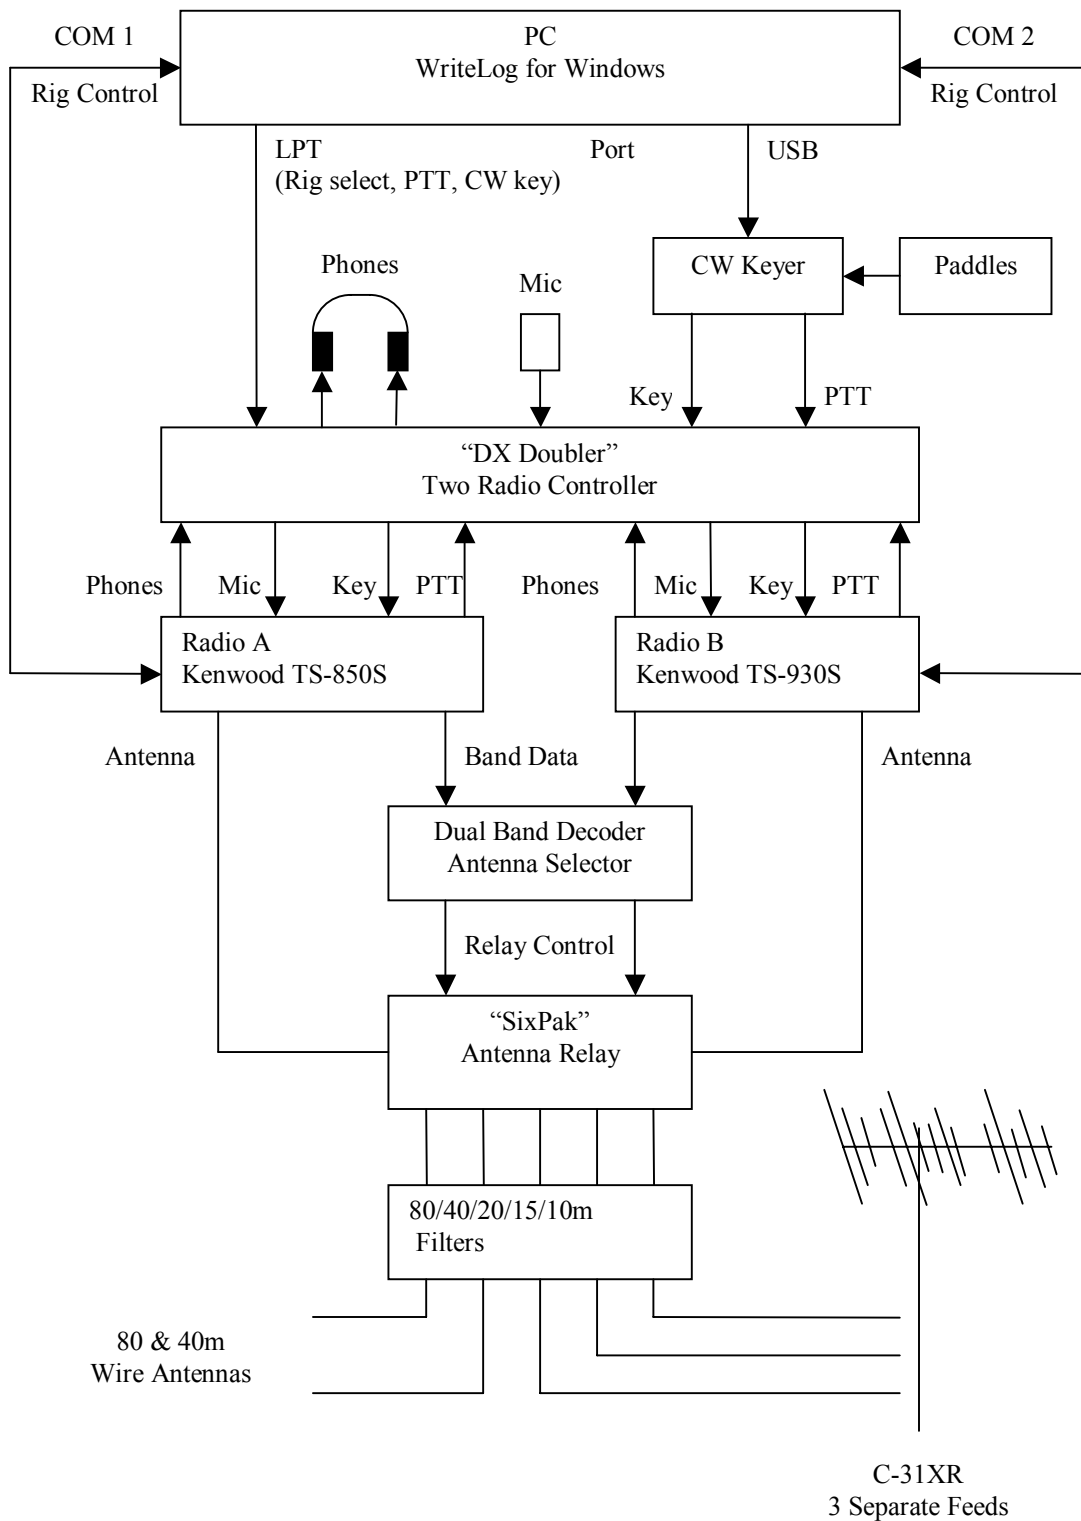 COM 1
PC
COM 2
WriteLog for Windows
Rig Control
Rig Control
LPT
Port
USB
(Rig select, PTT, CW key)
Phones
Mic
CW Keyer
Paddles
Key
PTT
“DX Doubler”
Two Radio Controller
Phones
Mic
Key
PTT
Phones
Mic
Key
PTT
Radio A
Kenwood TS-850S
Radio B
Kenwood TS-930S
Antenna
Band Data
Antenna
Dual Band Decoder
Antenna Selector
Relay Control
“SixPak”
Antenna Relay
80/40/20/15/10m
Filters
80 & 40m
Wire Antennas
C-31XR
3 Separate Feeds